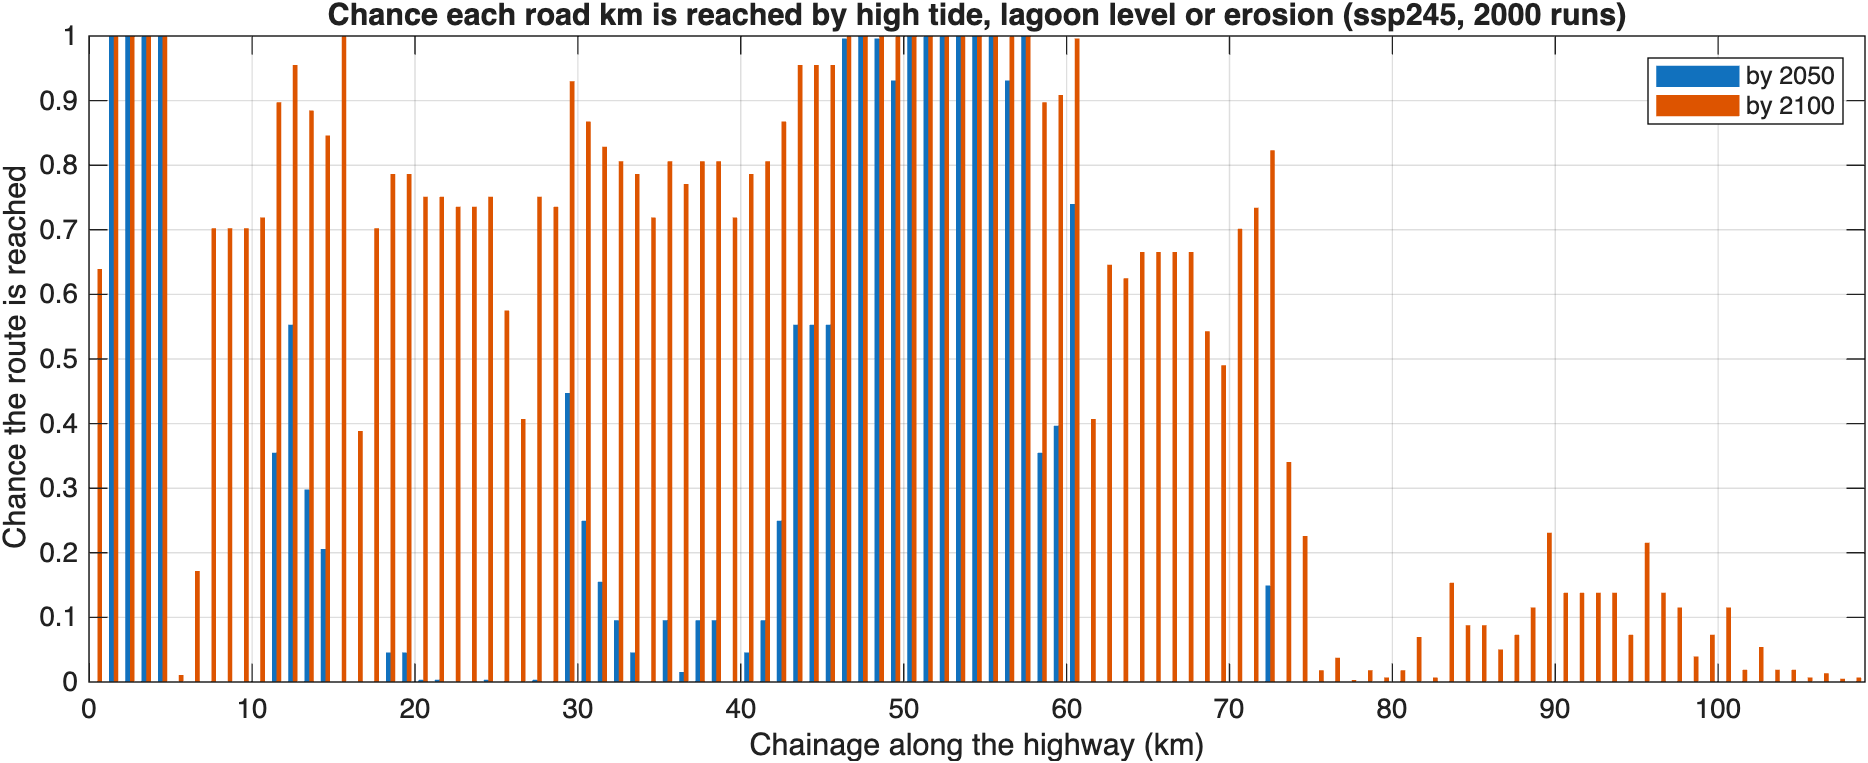 Chance each road km is reached by high tide, lagoon level or erosion (ssp245, 2000 runs)
Chance the route is reached
1
0.9
0.8
0.7
0.6
0.5
0.4
0.3
0.2
0.1
0
by 2050
by 2100
0 10 20 30 40 50 60 70 80 90 100
Chainage along the highway (km)